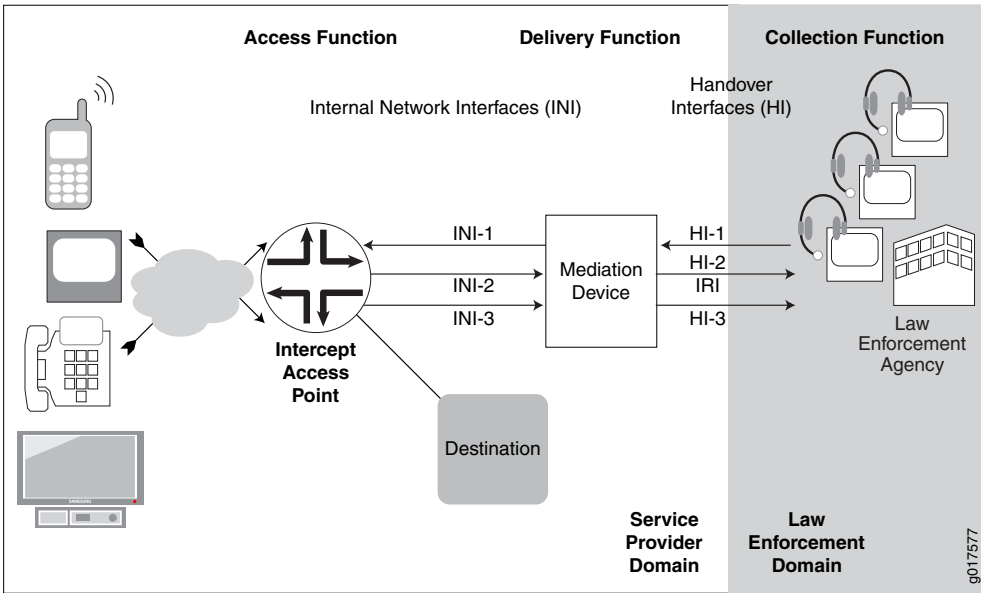 Access Function
Delivery Function
Collection Function
Internal Network Interfaces (INI)
Handover
Interfaces (HI)
INI-1
INI-2
INI-3
Mediation
Device
HI-1
HI-2
IRI
HI-3
Intercept
Access
Point
Law
Enforcement
Agency
Destination
SAMSUNG
Service
Provider
Domain
Law
Enforcement
Domain
g017577